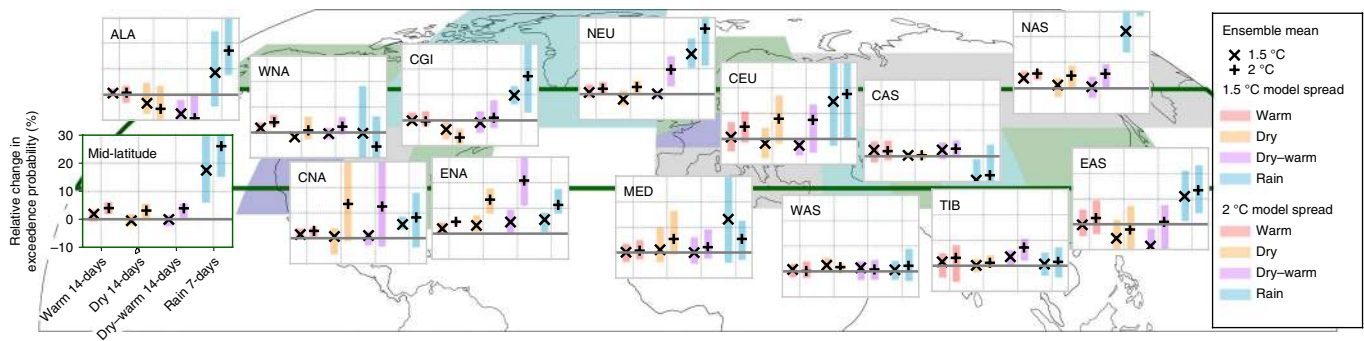 ALA
WNA
CGI
NEU
CEU
CAS
NAS
Relative change in
exceedence probability (%)
30
20
10
0
−10
Mid-latitude
CNA
ENA
MED
WAS
TIB
EAS
Warm 14-days
Dry 14-days
Dry–warm 14-days
Rain 7-days
Ensemble mean
1.5 °C
2 °C
1.5 °C model spread
Warm
Dry
Dry–warm
Rain
2 °C model spread
Warm
Dry
Dry–warm
Rain